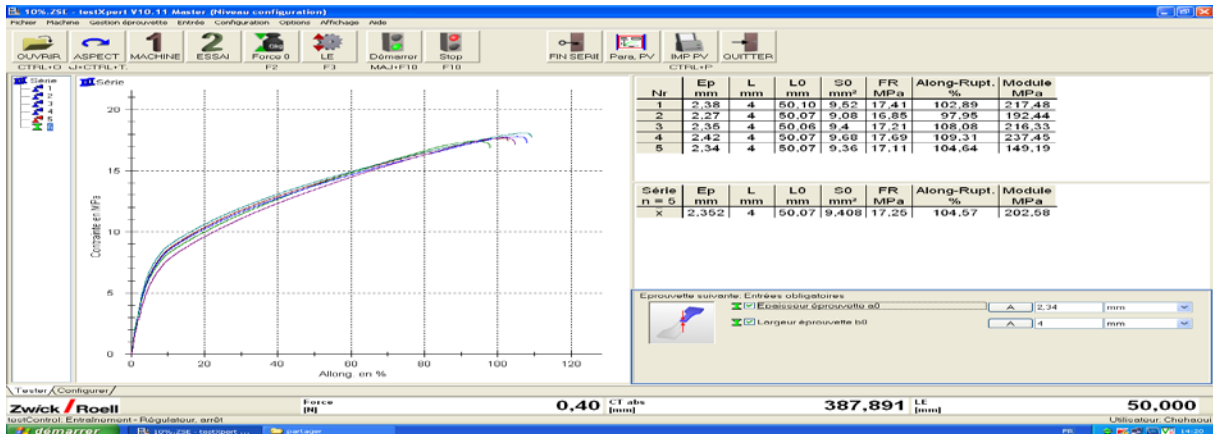 10%.ZSE - testXpert V10.11 Master (Niveau configuration)
Fichier Machine Gestion éprouvette Entrée Configuration Options Affichage Aide
OUVRIR ASPECT MACHINE ESSAI Force 0 LE Démarrer Stop FIN SERIE Para. PV IMP PV QUITTER
CTRL+O CTRL+T F2 F3 MAJ+F10 F10 CTRL+P
Série
1
2
3
4
5
6
Série
Contrainte en MPa
20
15
10
5
0
0 20 40 60 80 100 120
Allong. en %
Nr Ep L L0 S0 FR Along-Rupt. Module
mm mm mm mm² MPa % MPa
1 2,38 4 50,10 9,52 17,41 102,89 217,48
2 2,27 4 50,07 9,08 16,85 97,95 192,44
3 2,35 4 50,06 9,4 17,21 108,08 216,33
4 2,42 4 50,07 9,68 17,69 109,31 237,45
5 2,34 4 50,07 9,36 17,11 104,64 149,19
Série Ep L L0 S0 FR Along-Rupt. Module
n = 5 mm mm mm mm² MPa % MPa
x 2,352 4 50,07 9,408 17,25 104,57 202,58
Eprouvette suivante: Entrées obligatoires
Epaisseur éprouvette a0 A 2,34 mm
Largeur éprouvette b0 A 4 mm
Tester Configurer
Zwick / Roell Force [N] 0,40 CT abs [mm] 387,891 LE [mm] 50,000
testControl: Entraînement - Régulateur, arrêt Utilisateur: Chehaoui
démarrer 10%.ZSE - testXpert ... partager FR 14:20